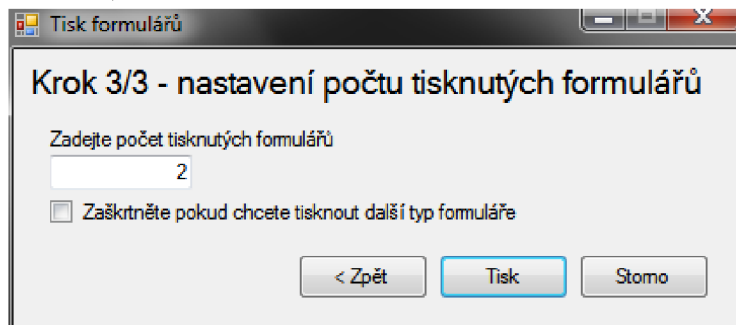 Tisk formulářů
Krok 3/3 - nastavení počtu tisknutých formulářů
Zadejte počet tisknutých formulářů
2
Zaškrtněte pokud chcete tisknout další typ formuláře
< Zpět Tisk Storno